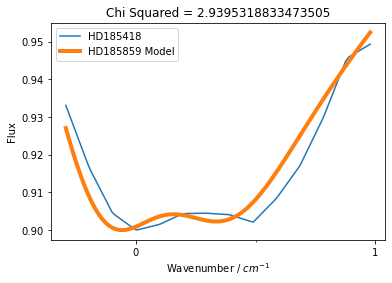 Chi Squared = 2.9395318833473505
HD185418
HD185859 Model
0.95
0.94
0.93
0.92
0.91
0.90
Flux
0
1
Wavenumber / cm⁻¹